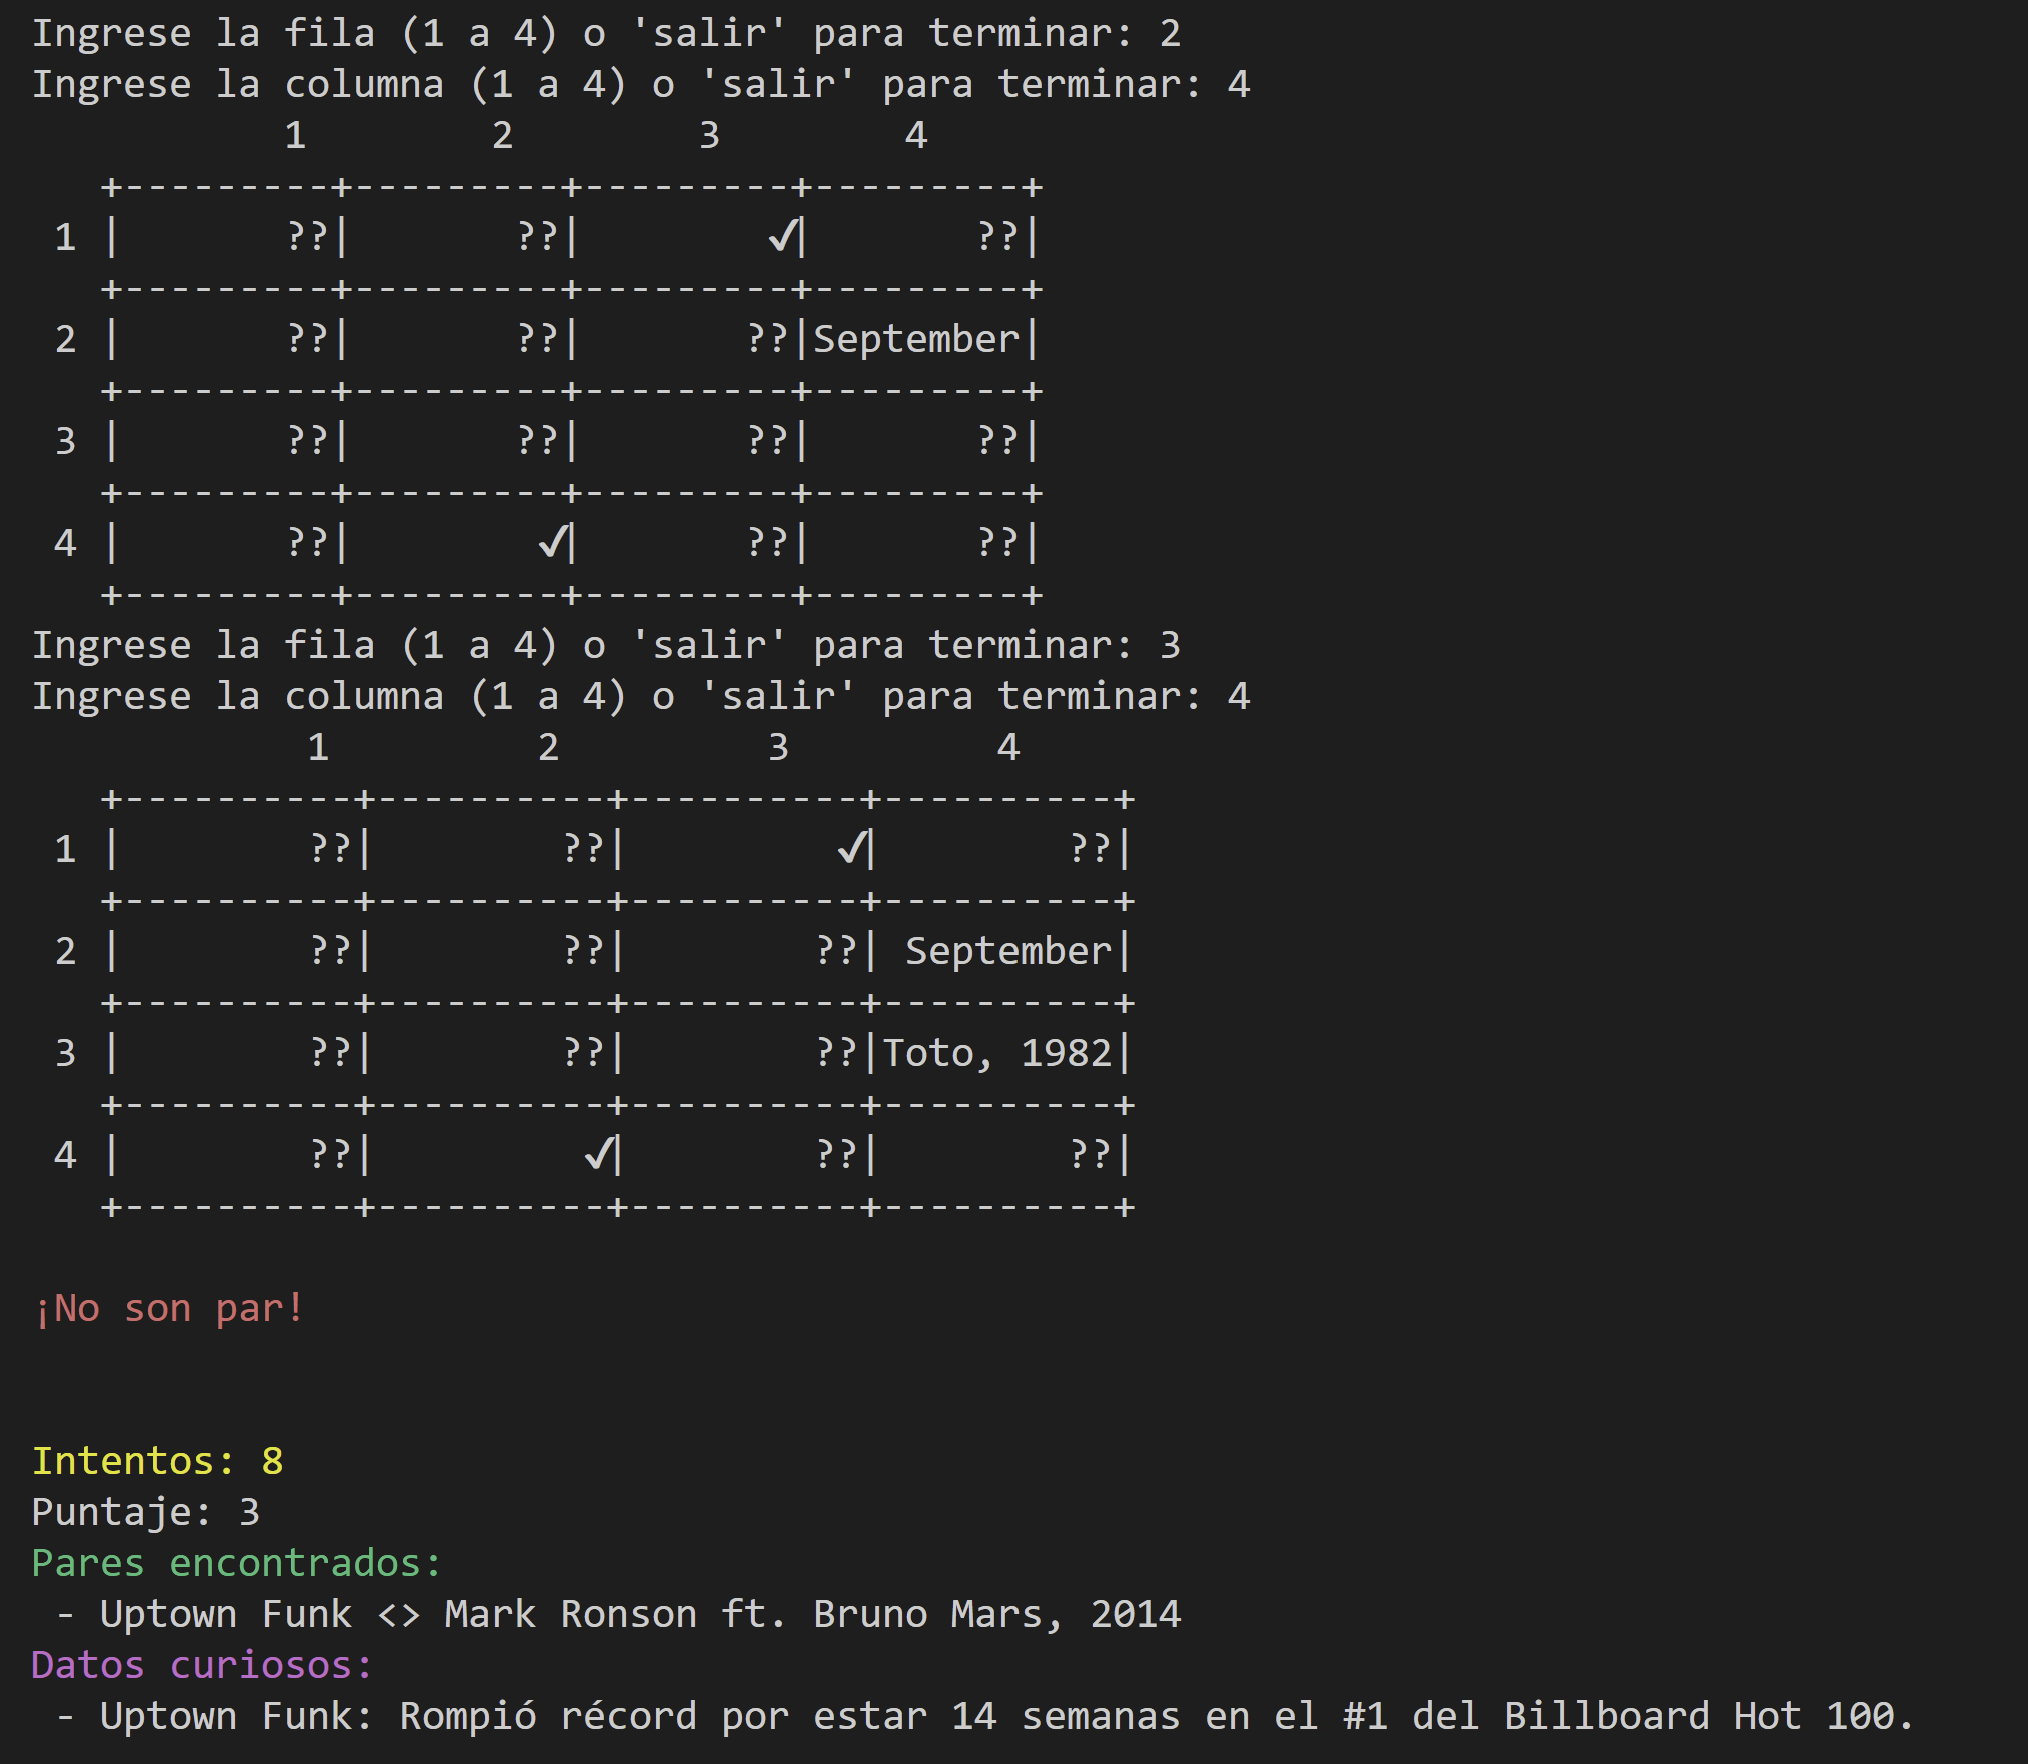 Ingrese la fila (1 a 4) o 'salir' para terminar: 2
Ingrese la columna (1 a 4) o 'salir' para terminar: 4
           1        2        3        4
   +---------+---------+---------+---------+
 1 |       ??|       ??|        ✓|       ??|
   +---------+---------+---------+---------+
 2 |       ??|       ??|       ??|September|
   +---------+---------+---------+---------+
 3 |       ??|       ??|       ??|       ??|
   +---------+---------+---------+---------+
 4 |       ??|        ✓|       ??|       ??|
   +---------+---------+---------+---------+
Ingrese la fila (1 a 4) o 'salir' para terminar: 3
Ingrese la columna (1 a 4) o 'salir' para terminar: 4
            1         2         3         4
   +----------+----------+----------+----------+
 1 |        ??|        ??|         ✓|        ??|
   +----------+----------+----------+----------+
 2 |        ??|        ??|        ??| September|
   +----------+----------+----------+----------+
 3 |        ??|        ??|        ??|Toto, 1982|
   +----------+----------+----------+----------+
 4 |        ??|         ✓|        ??|        ??|
   +----------+----------+----------+----------+
¡No son par!
Intentos: 8
Puntaje: 3
Pares encontrados:
 - Uptown Funk <> Mark Ronson ft. Bruno Mars, 2014
Datos curiosos:
 - Uptown Funk: Rompió récord por estar 14 semanas en el #1 del Billboard Hot 100.